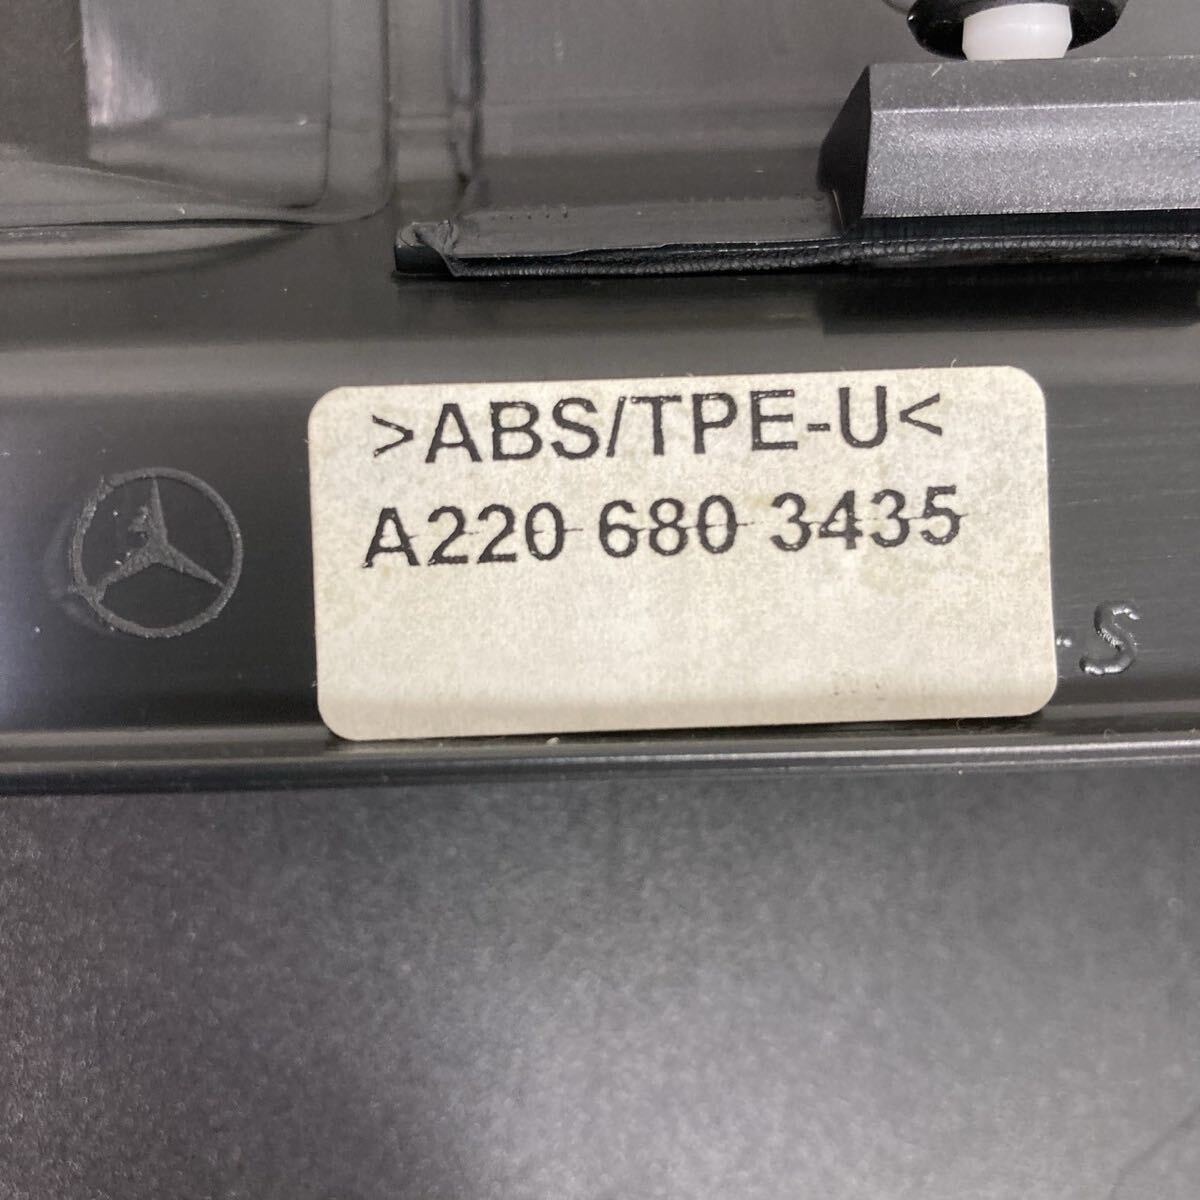 >ABS/TPE-U<
A220 680 3435
-S